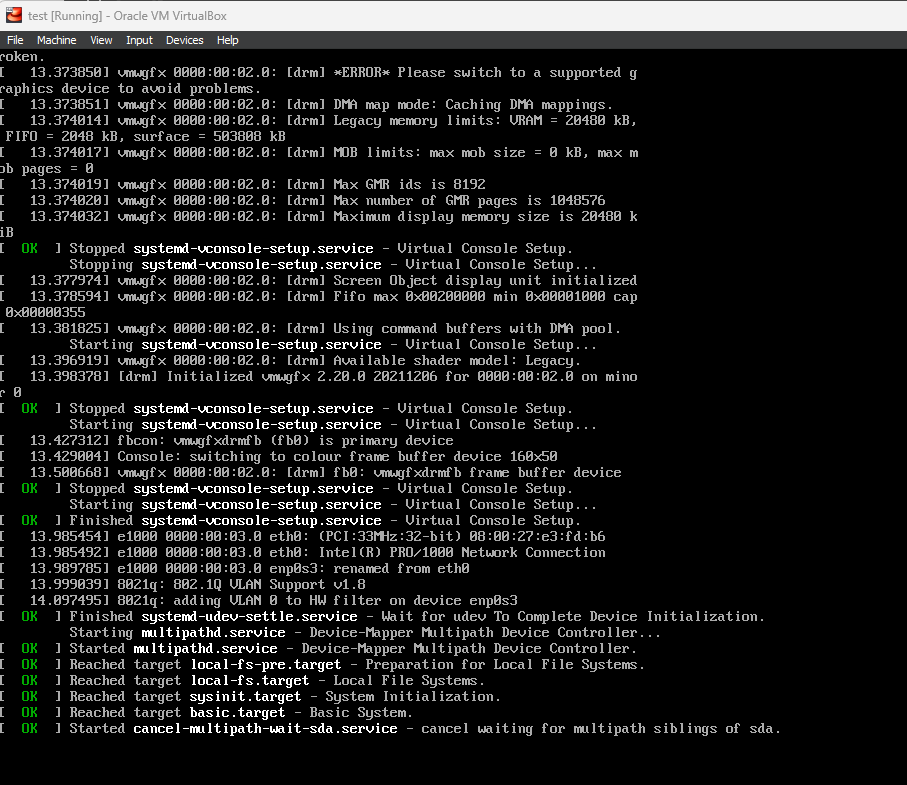 test [Running] - Oracle VM VirtualBox
File Machine View Input Devices Help
roken.
[   13.373850] vmwgfx 0000:00:02.0: [drm] *ERROR* Please switch to a supported g
raphics device to avoid problems.
[   13.373851] vmwgfx 0000:00:02.0: [drm] DMA map mode: Caching DMA mappings.
[   13.374014] vmwgfx 0000:00:02.0: [drm] Legacy memory limits: VRAM = 20480 kB,
 FIFO = 2048 kB, surface = 503808 kB
[   13.374017] vmwgfx 0000:00:02.0: [drm] MOB limits: max mob size = 0 kB, max m
ob pages = 0
[   13.374019] vmwgfx 0000:00:02.0: [drm] Max GMR ids is 8192
[   13.374020] vmwgfx 0000:00:02.0: [drm] Max number of GMR pages is 1048576
[   13.374032] vmwgfx 0000:00:02.0: [drm] Maximum display memory size is 20480 k
iB
[  OK  ] Stopped systemd-vconsole-setup.service - Virtual Console Setup.
         Stopping systemd-vconsole-setup.service - Virtual Console Setup...
[   13.377974] vmwgfx 0000:00:02.0: [drm] Screen Object display unit initialized
[   13.378594] vmwgfx 0000:00:02.0: [drm] Fifo max 0x00200000 min 0x00001000 cap
 0x00000355
[   13.381825] vmwgfx 0000:00:02.0: [drm] Using command buffers with DMA pool.
         Starting systemd-vconsole-setup.service - Virtual Console Setup...
[   13.396919] vmwgfx 0000:00:02.0: [drm] Available shader model: Legacy.
[   13.398378] [drm] Initialized vmwgfx 2.20.0 20211206 for 0000:00:02.0 on mino
r 0
[  OK  ] Stopped systemd-vconsole-setup.service - Virtual Console Setup.
         Starting systemd-vconsole-setup.service - Virtual Console Setup...
[   13.427312] fbcon: vmwgfxdrmfb (fb0) is primary device
[   13.429004] Console: switching to colour frame buffer device 160x50
[   13.500668] vmwgfx 0000:00:02.0: [drm] fb0: vmwgfxdrmfb frame buffer device
[  OK  ] Stopped systemd-vconsole-setup.service - Virtual Console Setup.
         Starting systemd-vconsole-setup.service - Virtual Console Setup...
[  OK  ] Finished systemd-vconsole-setup.service - Virtual Console Setup.
[   13.985454] e1000 0000:00:03.0 eth0: (PCI:33MHz:32-bit) 08:00:27:e3:fd:b6
[   13.985492] e1000 0000:00:03.0 eth0: Intel(R) PRO/1000 Network Connection
[   13.989785] e1000 0000:00:03.0 enp0s3: renamed from eth0
[   13.999039] 8021q: 802.1Q VLAN Support v1.8
[   14.097495] 8021q: adding VLAN 0 to HW filter on device enp0s3
[  OK  ] Finished systemd-udev-settle.service - Wait for udev To Complete Device Initialization.
         Starting multipathd.service - Device-Mapper Multipath Device Controller...
[  OK  ] Started multipathd.service - Device-Mapper Multipath Device Controller.
[  OK  ] Reached target local-fs-pre.target - Preparation for Local File Systems.
[  OK  ] Reached target local-fs.target - Local File Systems.
[  OK  ] Reached target sysinit.target - System Initialization.
[  OK  ] Reached target basic.target - Basic System.
[  OK  ] Started cancel-multipath-wait-sda.service - cancel waiting for multipath siblings of sda.